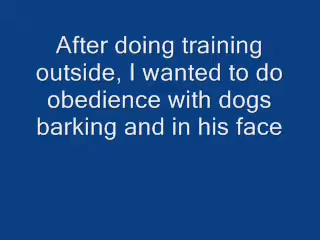 After doing training
outside, I wanted to do
obedience with dogs
barking and in his face